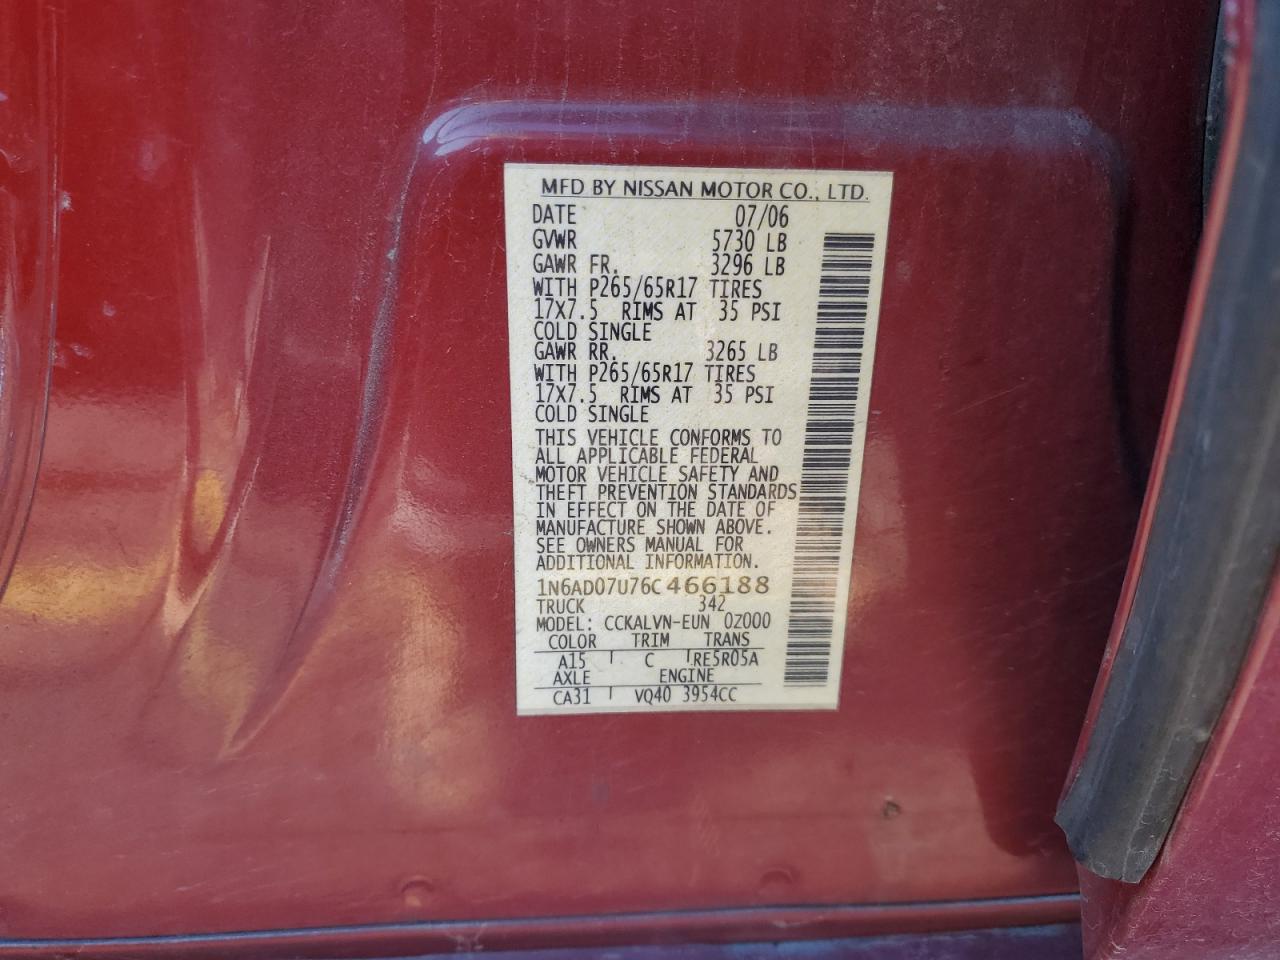 MFD BY NISSAN MOTOR CO., LTD.
DATE 07/06
GVWR 5730 LB
GAWR FR. 3296 LB
WITH P265/65R17 TIRES
17X7.5 RIMS AT 35 PSI
COLD SINGLE
GAWR RR. 3265 LB
WITH P265/65R17 TIRES
17X7.5 RIMS AT 35 PSI
COLD SINGLE
THIS VEHICLE CONFORMS TO
ALL APPLICABLE FEDERAL
MOTOR VEHICLE SAFETY AND
THEFT PREVENTION STANDARDS
IN EFFECT ON THE DATE OF
MANUFACTURE SHOWN ABOVE.
SEE OWNERS MANUAL FOR
ADDITIONAL INFORMATION.
1N6AD07U76C466188
TRUCK 342
MODEL: CCKALVN-EUN 0Z000
COLOR TRIM TRANS
A15 C RE5R05A
AXLE ENGINE
CA31 VQ40 3954CC